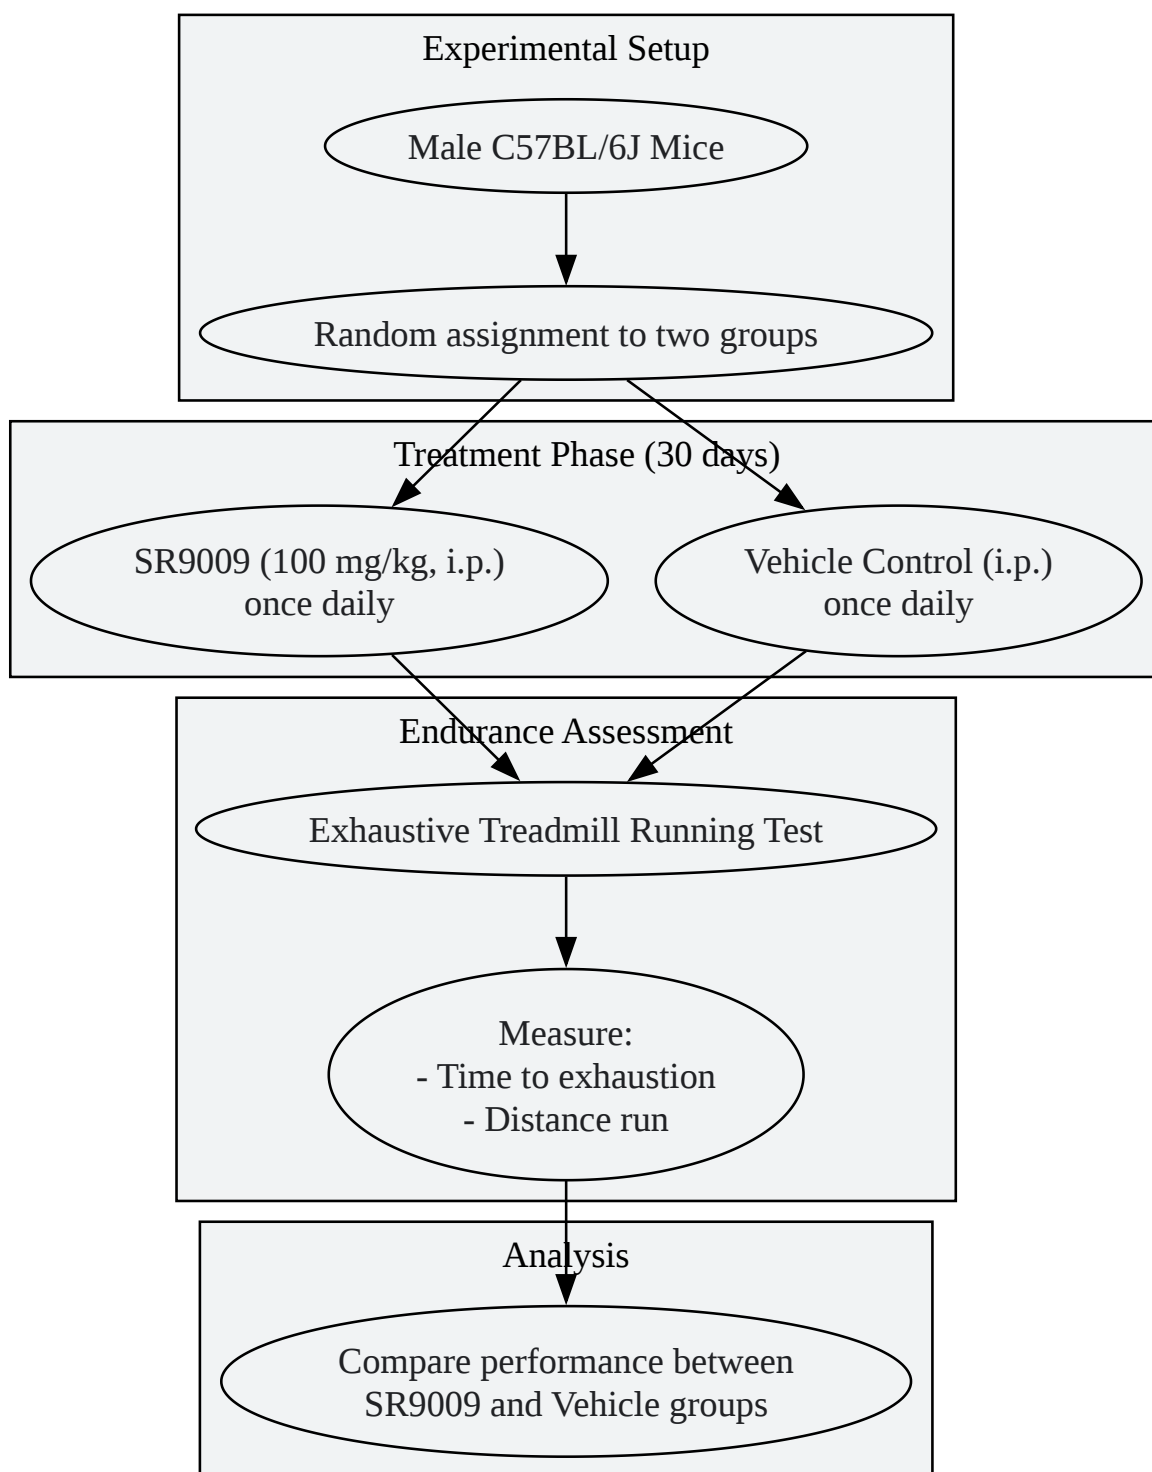 Experimental Setup
Male C57BL/6J Mice
Random assignment to two groups
Treatment Phase (30 days)
SR9009 (100 mg/kg, i.p.)
once daily
Vehicle Control (i.p.)
once daily
Endurance Assessment
Exhaustive Treadmill Running Test
Measure:
- Time to exhaustion
- Distance run
Analysis
Compare performance between
SR9009 and Vehicle groups